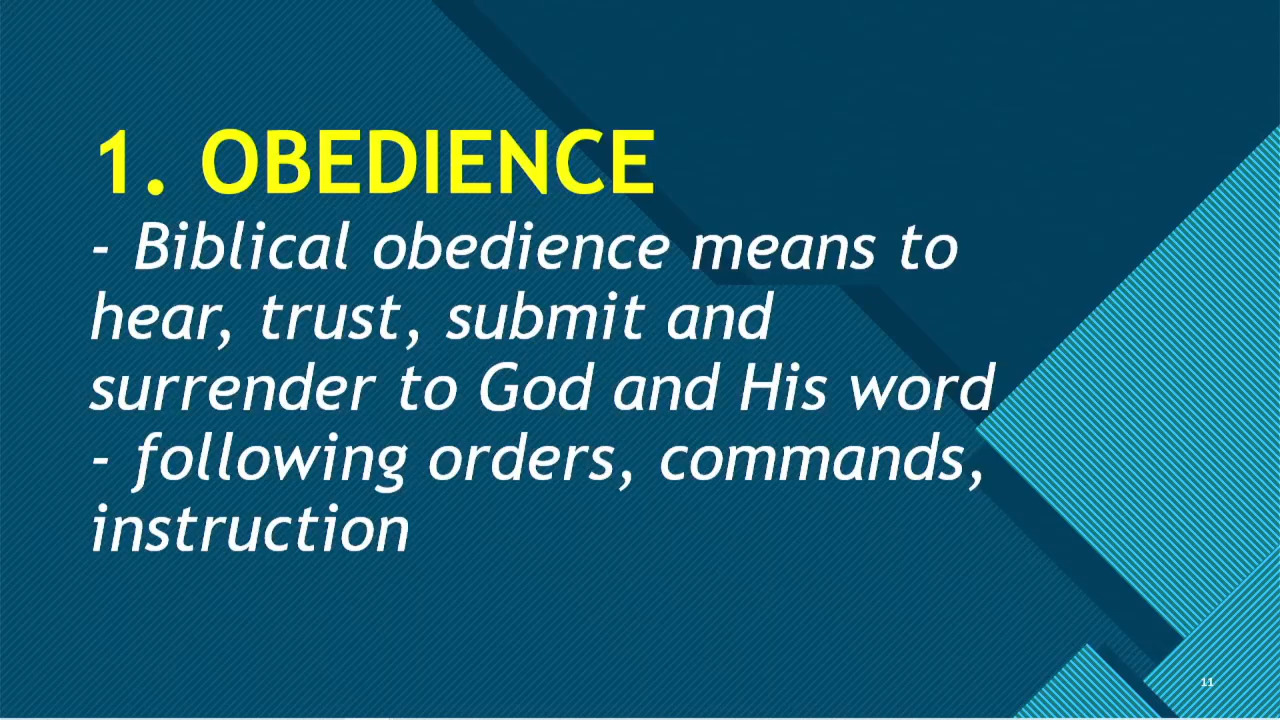 1. OBEDIENCE
- Biblical obedience means to
hear, trust, submit and
surrender to God and His word
- following orders, commands,
instruction
11